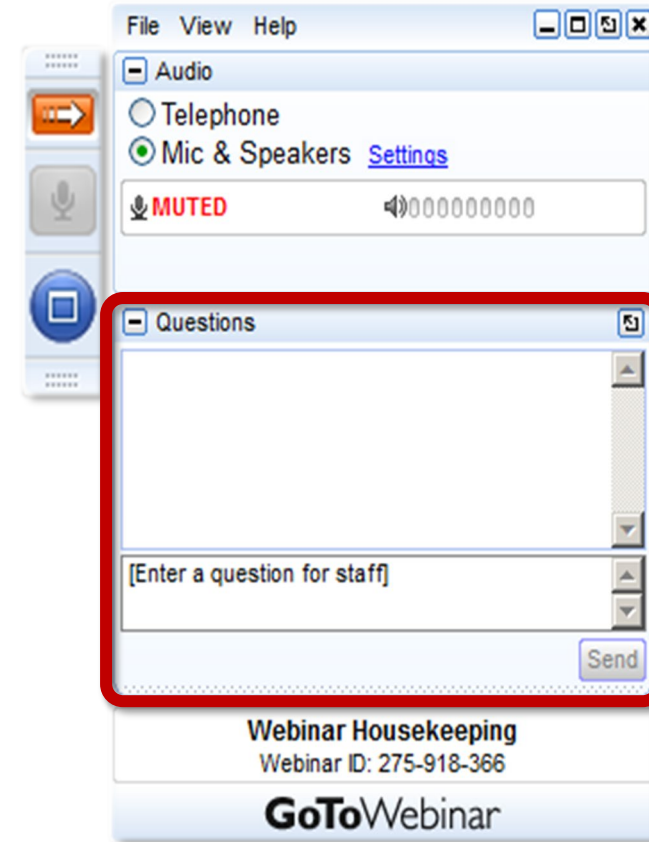 File View Help
Audio
Telephone
Mic & Speakers Settings
MUTED 000000000
Questions
[Enter a question for staff]
Send
Webinar Housekeeping
Webinar ID: 275-918-366
GoToWebinar